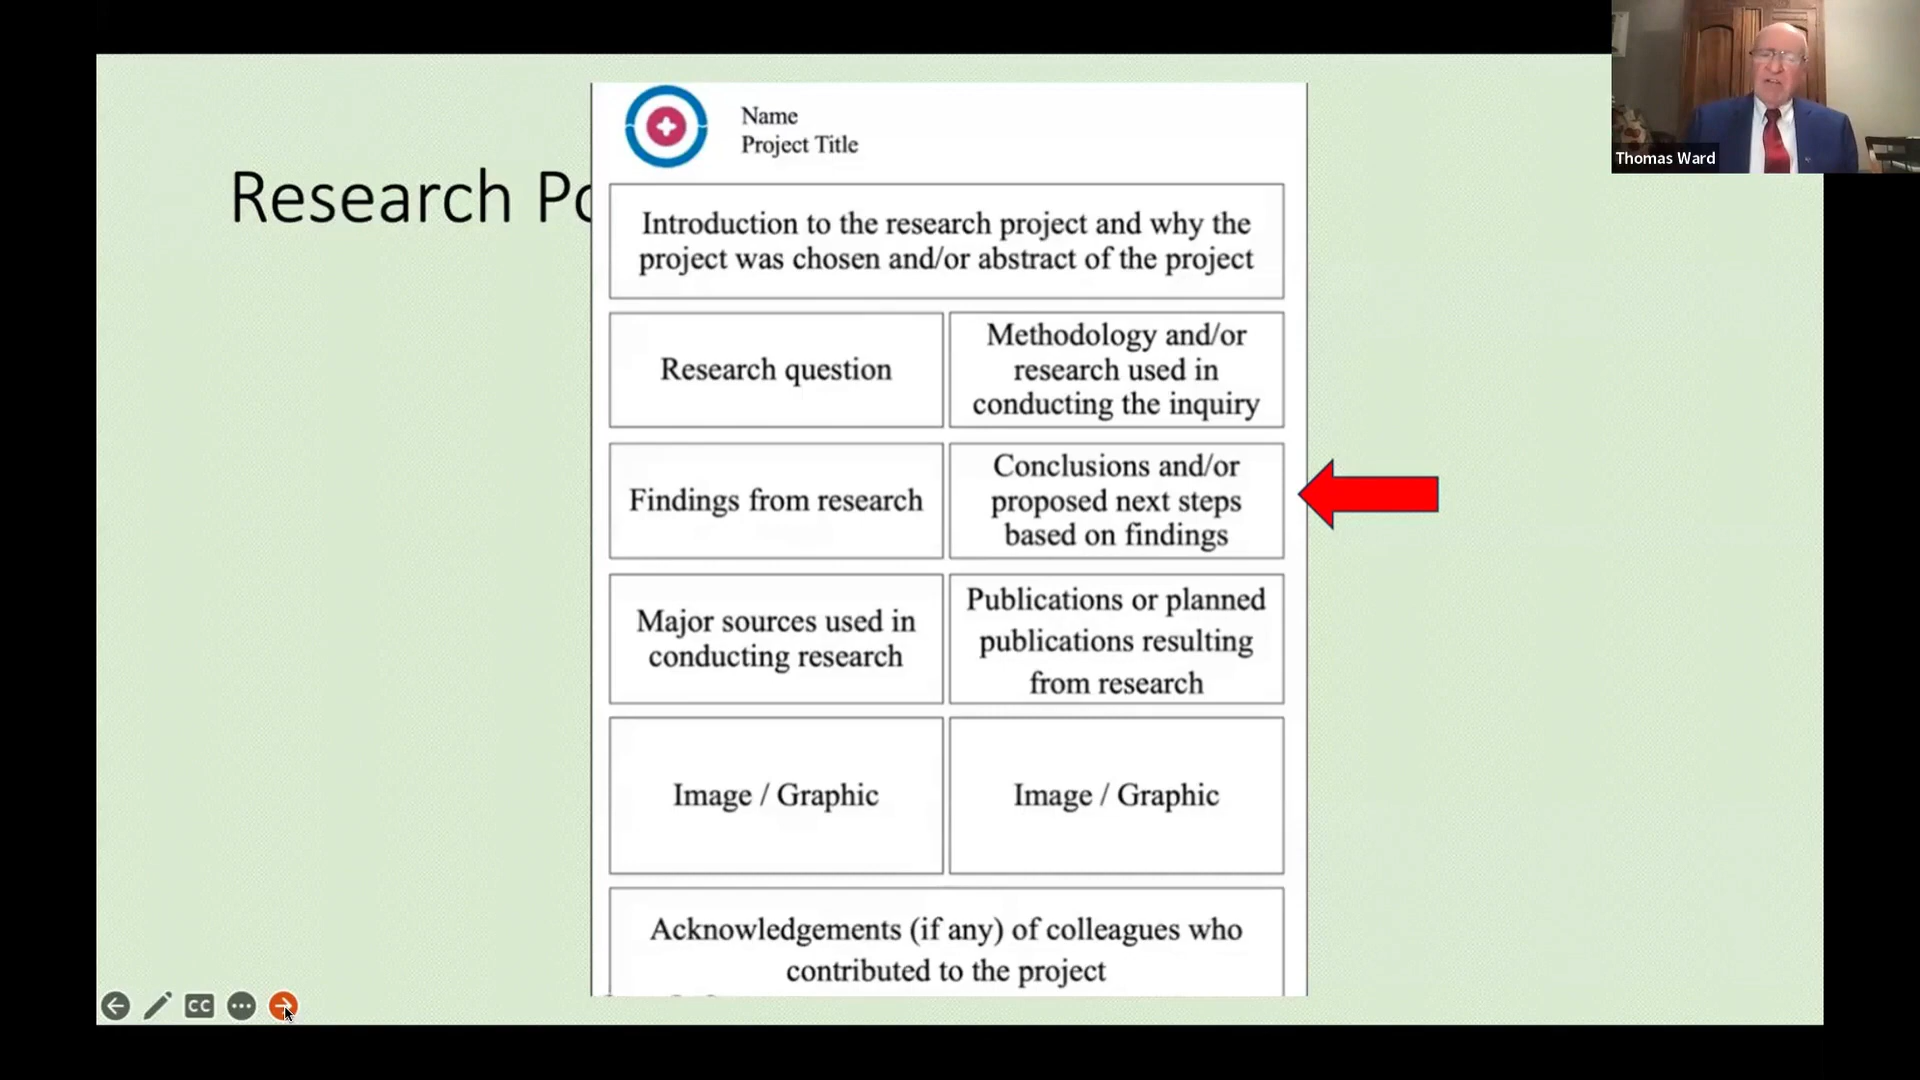 Thomas Ward
Research Po
Name
Project Title
Introduction to the research project and why the
project was chosen and/or abstract of the project
Research question
Methodology and/or
research used in
conducting the inquiry
Findings from research
Conclusions and/or
proposed next steps
based on findings
Major sources used in
conducting research
Publications or planned
publications resulting
from research
Image / Graphic
Image / Graphic
Acknowledgements (if any) of colleagues who
contributed to the project
CC